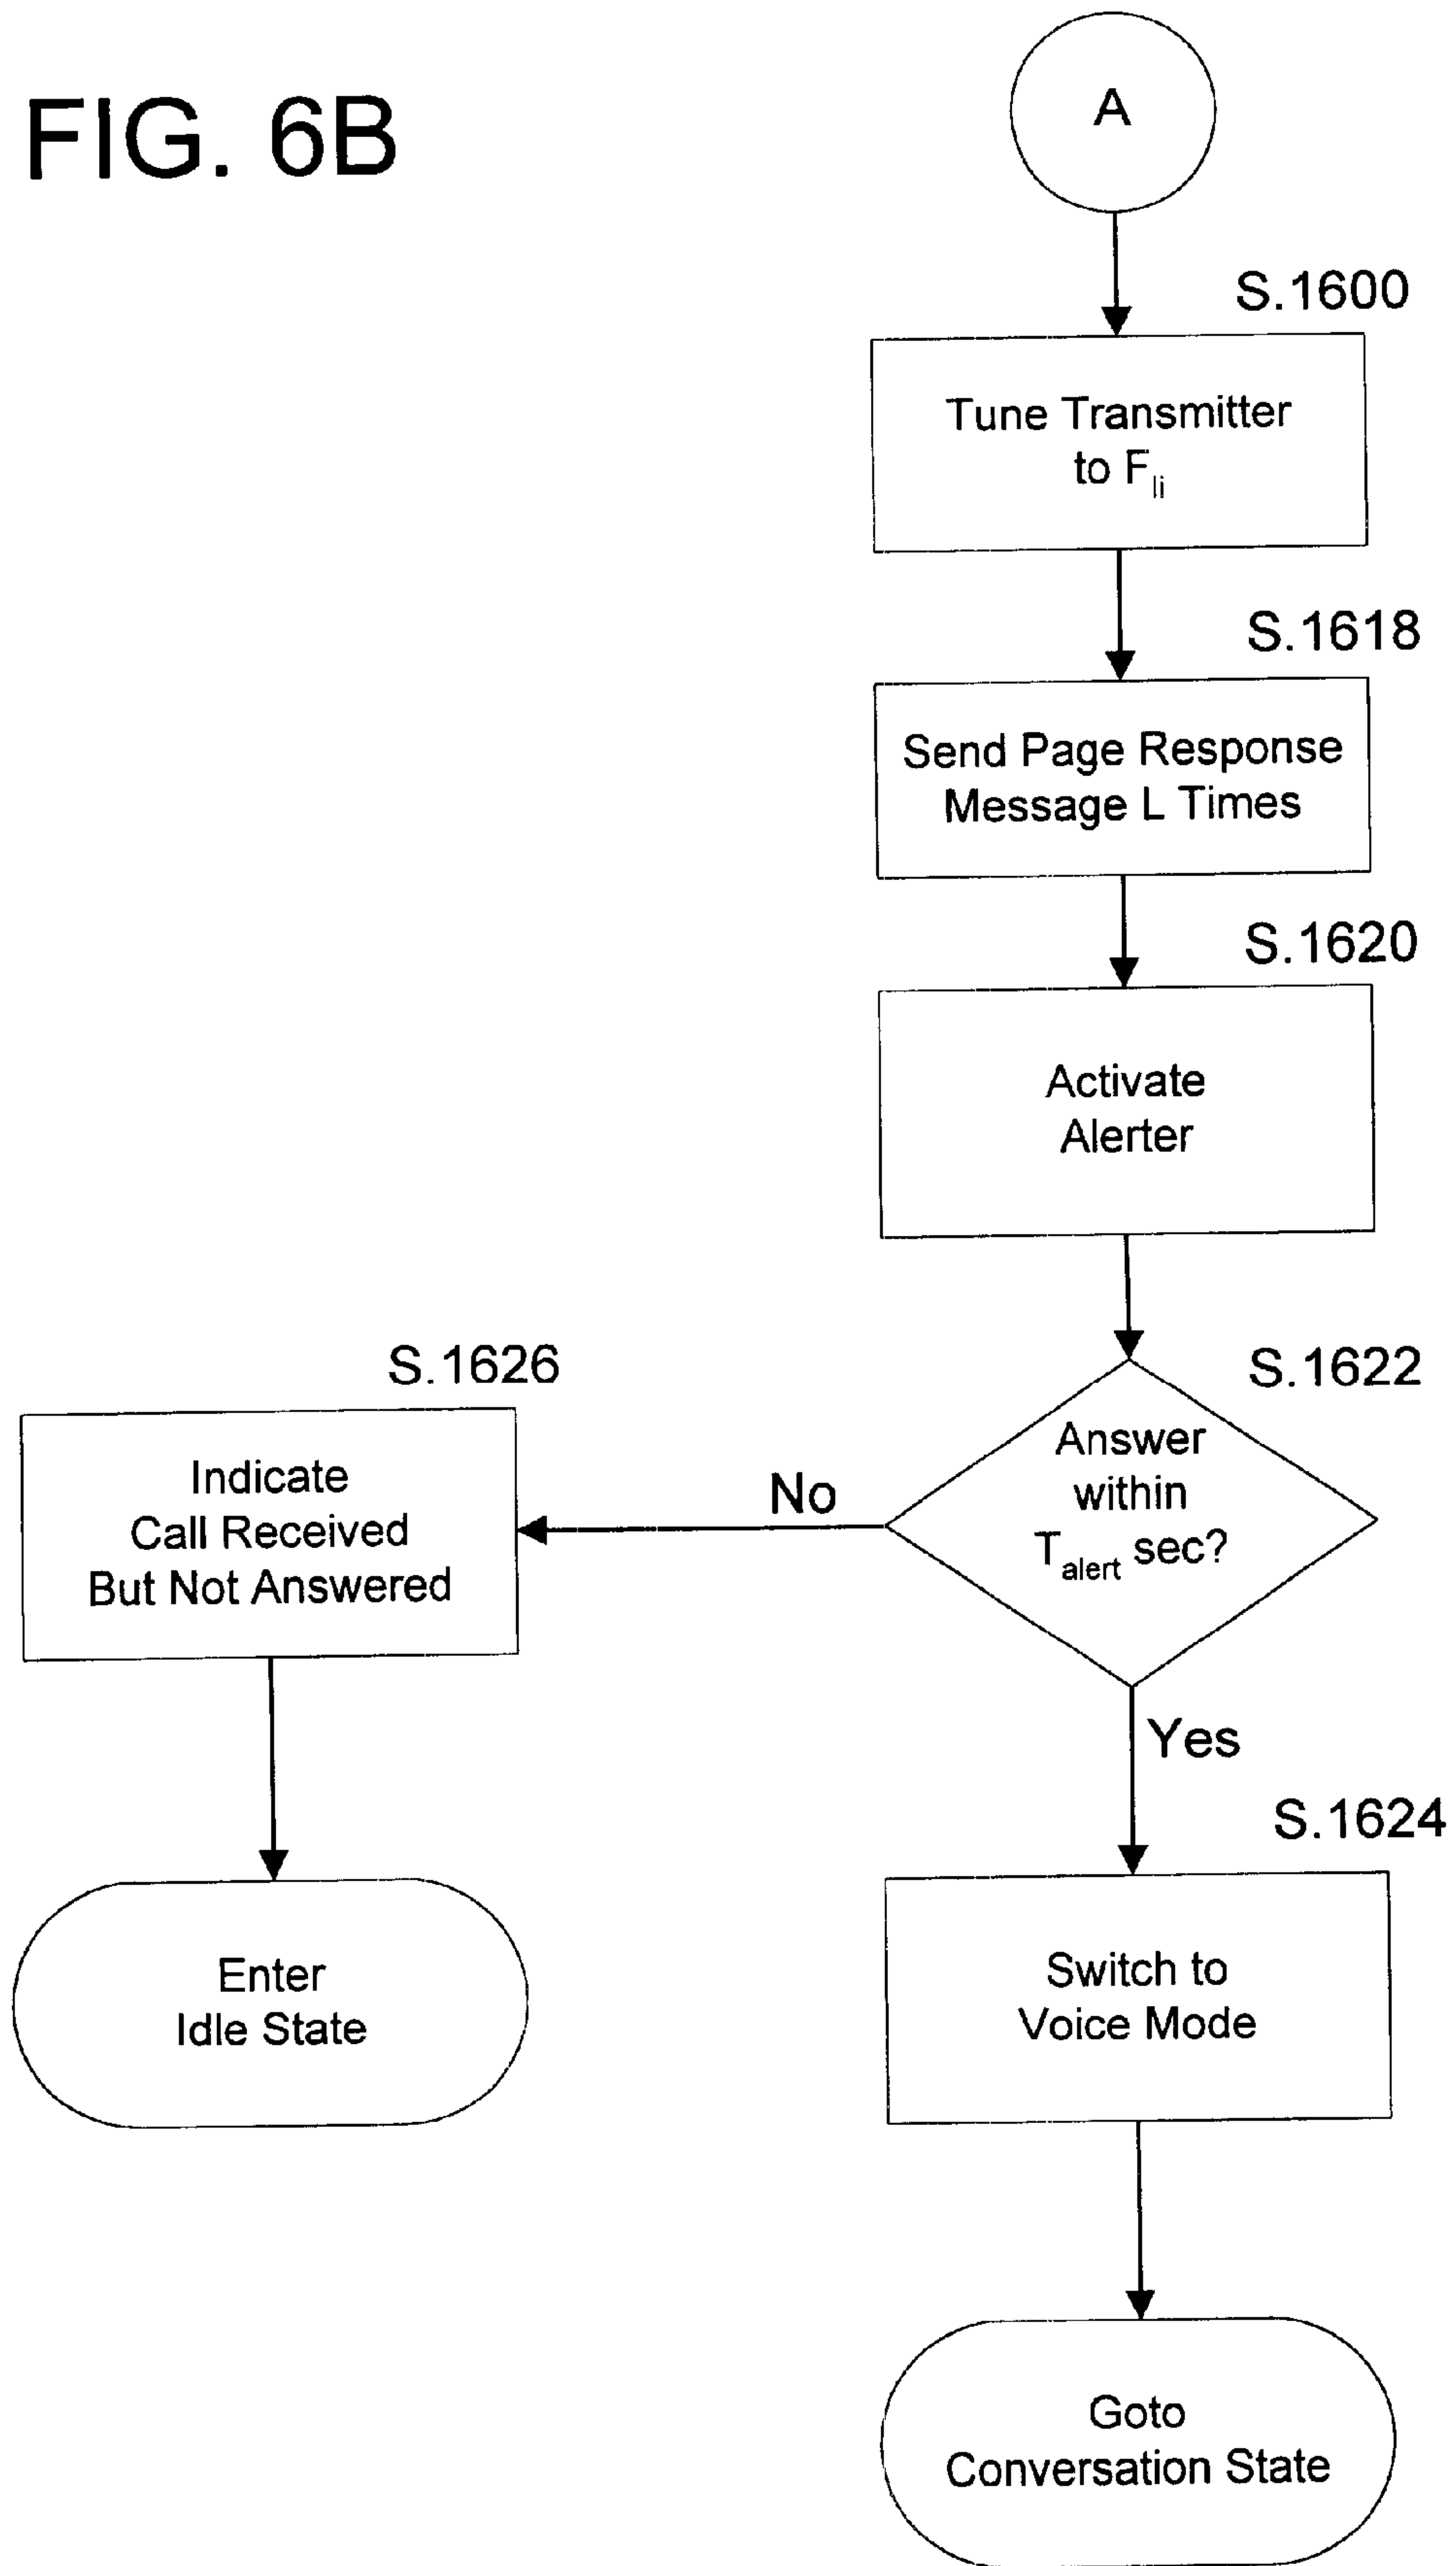 FIG. 6B
A
S.1600
Tune Transmitter
to Fli
S.1618
Send Page Response
Message L Times
S.1620
Activate
Alerter
S.1622
Answer
within
Talert sec?
No
S.1626
Indicate
Call Received
But Not Answered
Yes
S.1624
Enter
Idle State
Switch to
Voice Mode
Goto
Conversation State